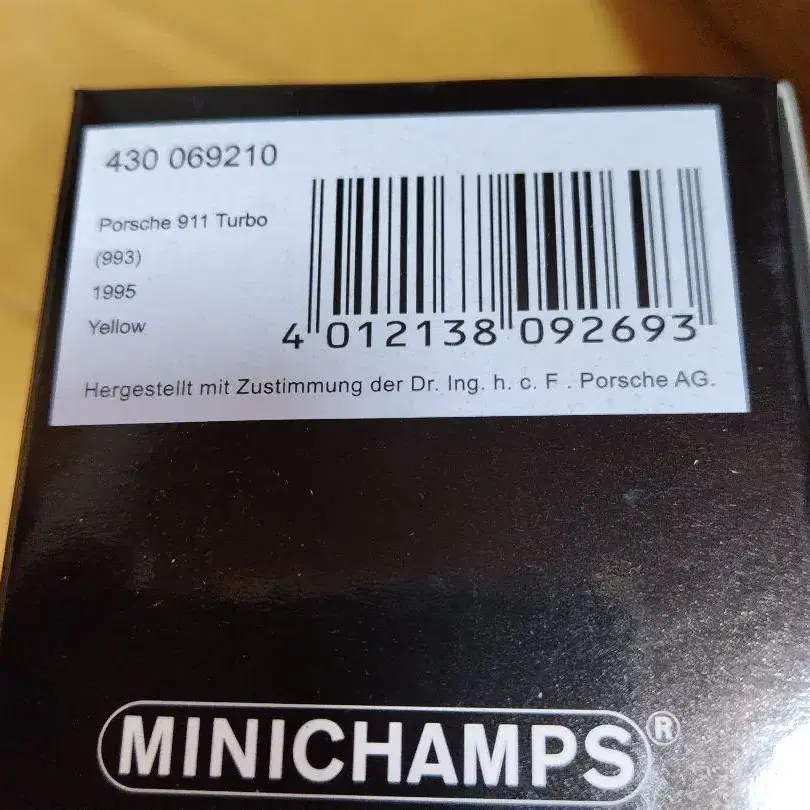 430 069210
Porsche 911 Turbo
(993)
1995
Yellow
4 012138 092693
Hergestellt mit Zustimmung der Dr. Ing. h. c. F . Porsche AG.
MINICHAMPS®